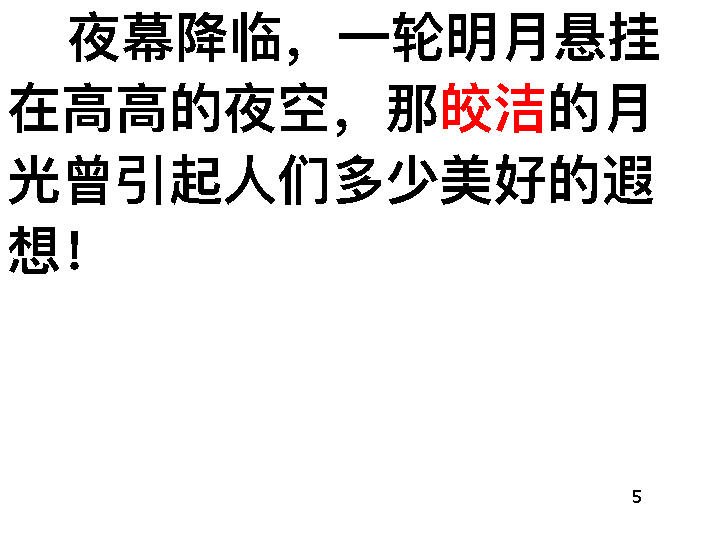 夜幕降临，一轮明月悬挂
在高高的夜空，那皎洁的月
光曾引起人们多少美好的遐
想！
5